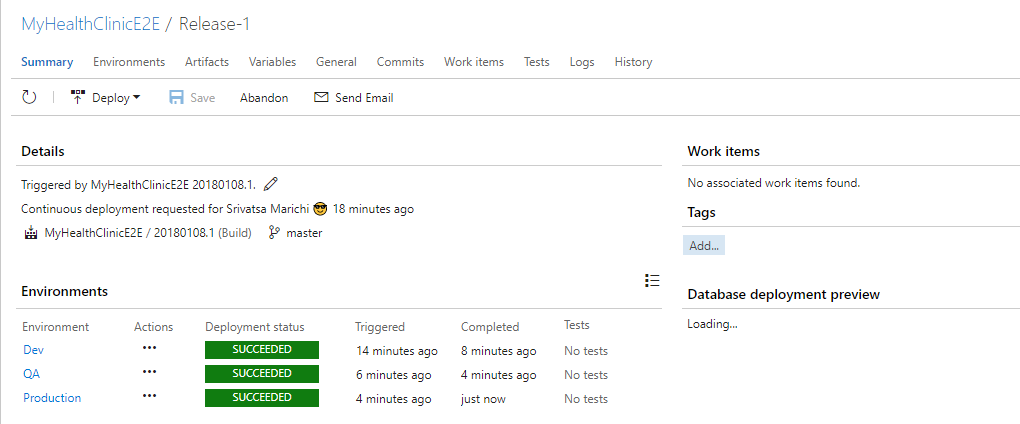 MyHealthClinicE2E / Release-1
Summary Environments Artifacts Variables General Commits Work items Tests Logs History
Deploy Save Abandon Send Email
Details
Triggered by MyHealthClinicE2E 20180108.1.
Continuous deployment requested for Srivatsa Marichi 😎 18 minutes ago
MyHealthClinicE2E / 20180108.1 (Build) master
Work items
No associated work items found.
Tags
Add...
Environments
Environment Actions Deployment status Triggered Completed Tests
Dev ••• SUCCEEDED 14 minutes ago 8 minutes ago No tests
QA ••• SUCCEEDED 6 minutes ago 4 minutes ago No tests
Production ••• SUCCEEDED 4 minutes ago just now No tests
Database deployment preview
Loading...